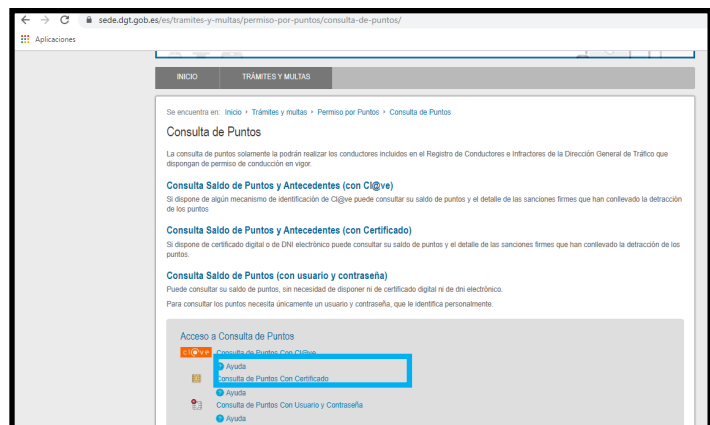 sede.dgt.gob.es/es/tramites-y-multas/permiso-por-puntos/consulta-de-puntos/
Aplicaciones
INICIO TRÁMITES Y MULTAS
Se encuentra en: Inicio › Trámites y multas › Permiso por Puntos › Consulta de Puntos
Consulta de Puntos
La consulta de puntos solamente la podrán realizar los conductores incluidos en el Registro de Conductores e Infractores de la Dirección General de Tráfico que
dispongan de permiso de conducción en vigor.
Consulta Saldo de Puntos y Antecedentes (con Cl@ve)
Si dispone de algún mecanismo de identificación de Cl@ve puede consultar su saldo de puntos y el detalle de las sanciones firmes que han conllevado la detracción
de los puntos
Consulta Saldo de Puntos y Antecedentes (con Certificado)
Si dispone de certificado digital o de DNI electrónico puede consultar su saldo de puntos y el detalle de las sanciones firmes que han conllevado la detracción de los
puntos.
Consulta Saldo de Puntos (con usuario y contraseña)
Puede consultar su saldo de puntos, sin necesidad de disponer ni de certificado digital ni de dni electrónico.
Para consultar los puntos necesita únicamente un usuario y contraseña, que le identifica personalmente.
Acceso a Consulta de Puntos
cl@ve Consulta de Puntos Con Cl@ve
? Ayuda
Consulta de Puntos Con Certificado
? Ayuda
Consulta de Puntos Con Usuario y Contraseña
? Ayuda